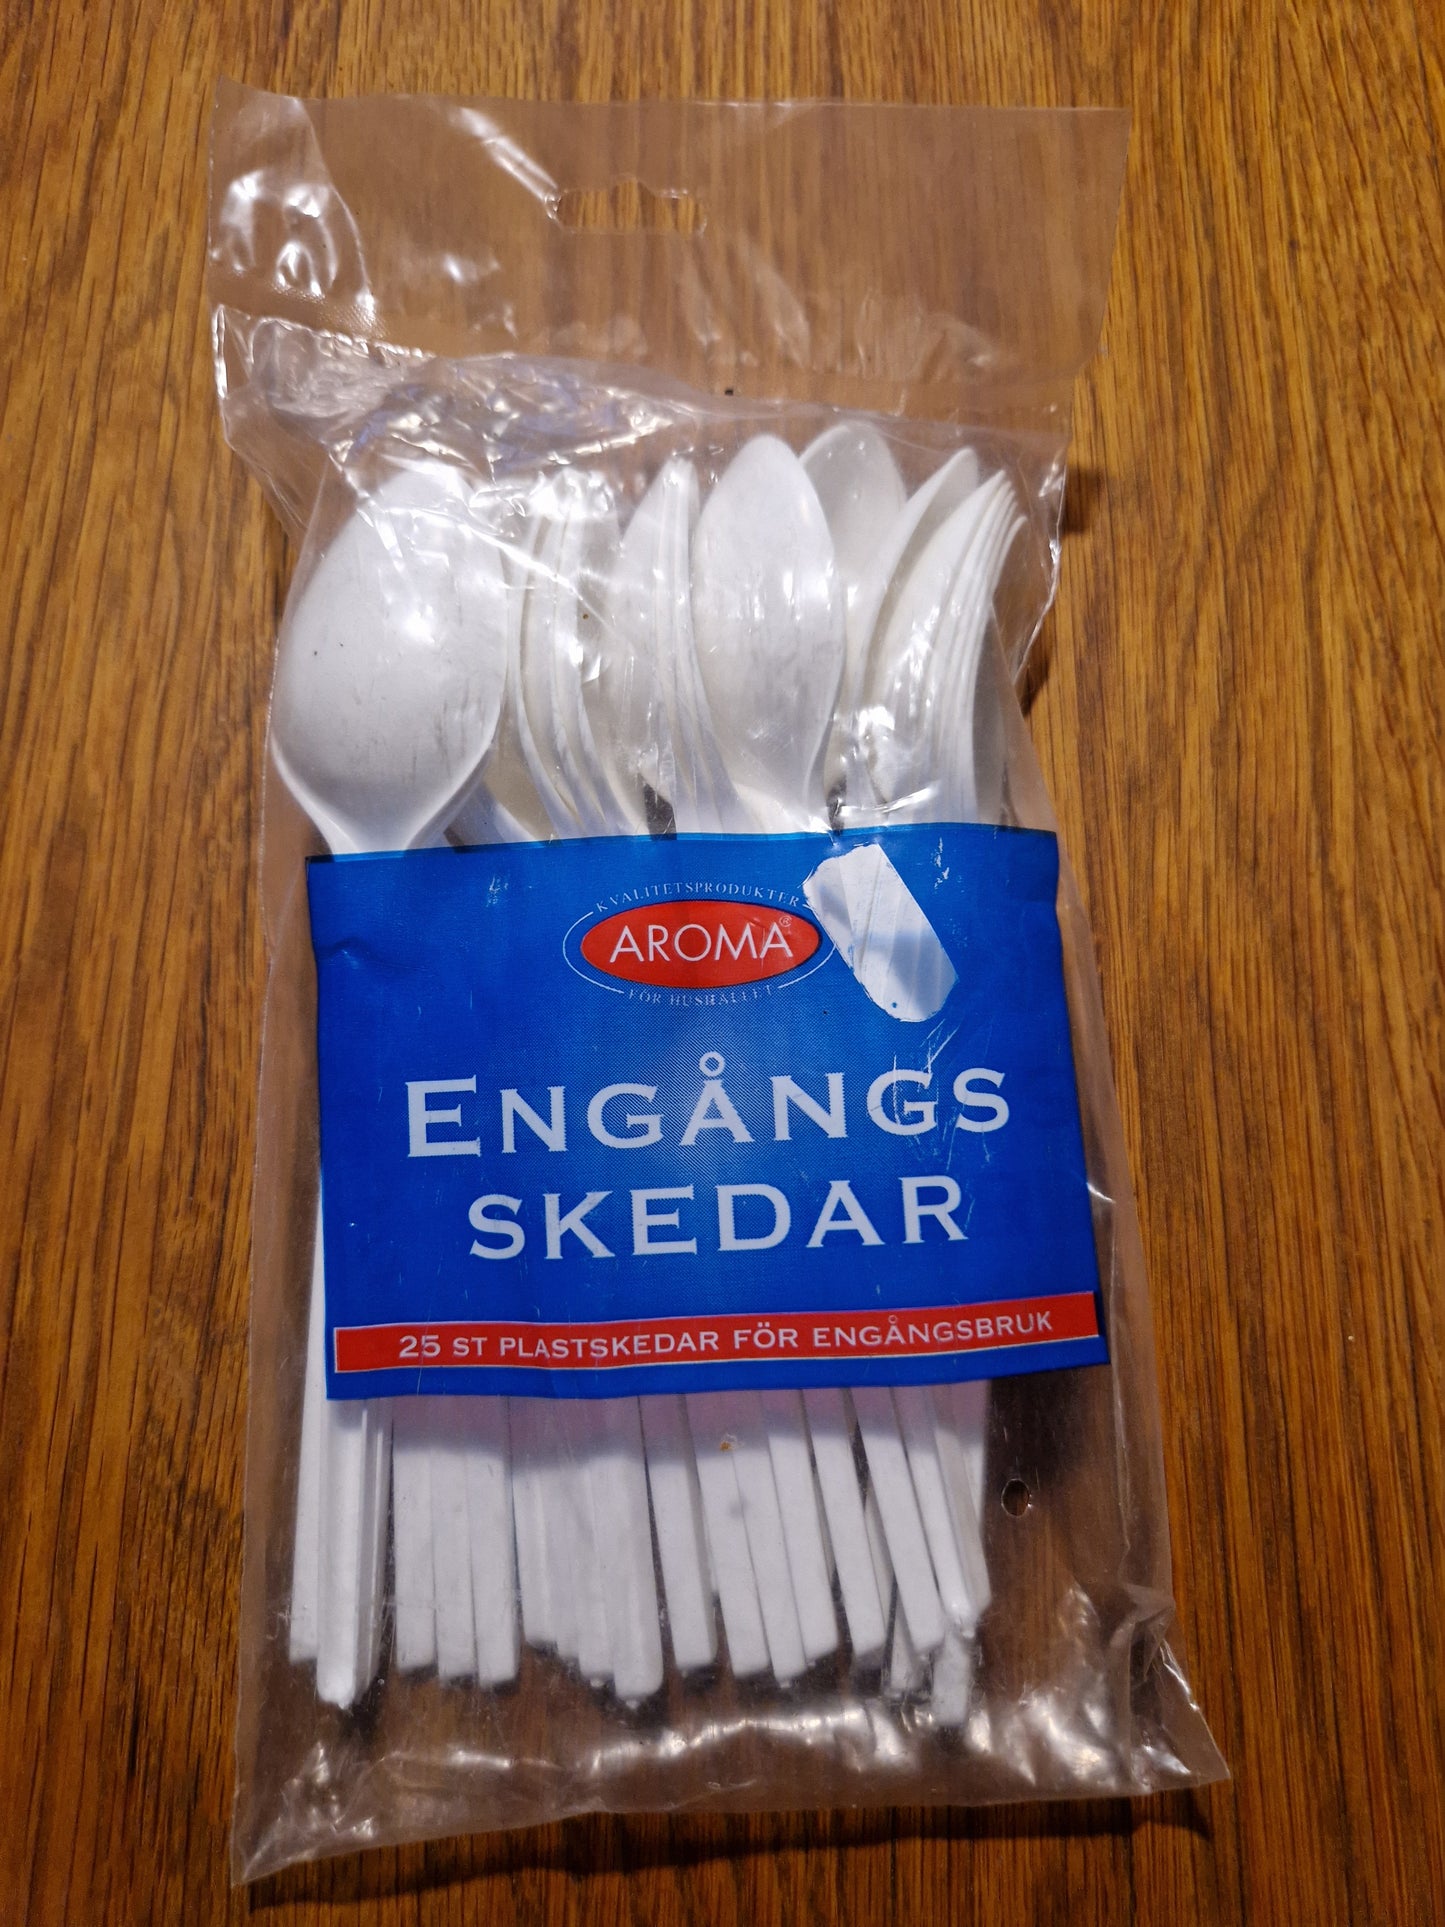 KVALITETSPRODUKTER
AROMA®
FÖR HUSHÅLLET
ENGÅNGS
SKEDAR
25 ST PLASTSKEDAR FÖR ENGÅNGSBRUK